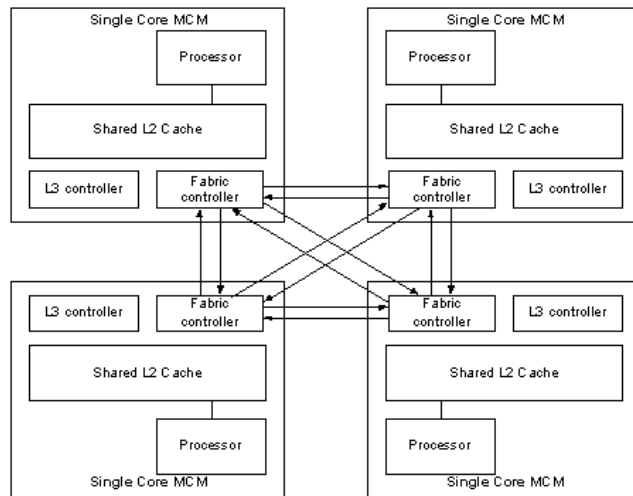 Single Core MCM
Processor
Shared L2 Cache
L3 controller
Fabric
controller
Single Core MCM
Processor
Shared L2 Cache
Fabric
controller
L3 controller
L3 controller
Fabric
controller
Shared L2 Cache
Processor
Single Core MCM
Fabric
controller
L3 controller
Shared L2 Cache
Processor
Single Core MCM